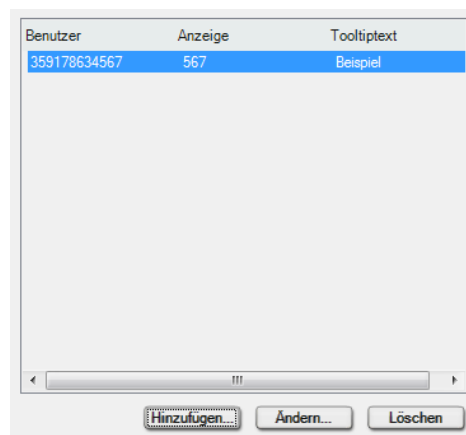 Benutzer Anzeige Tooltiptext
359178634567 567 Beispiel
Hinzufügen... Ändern... Löschen